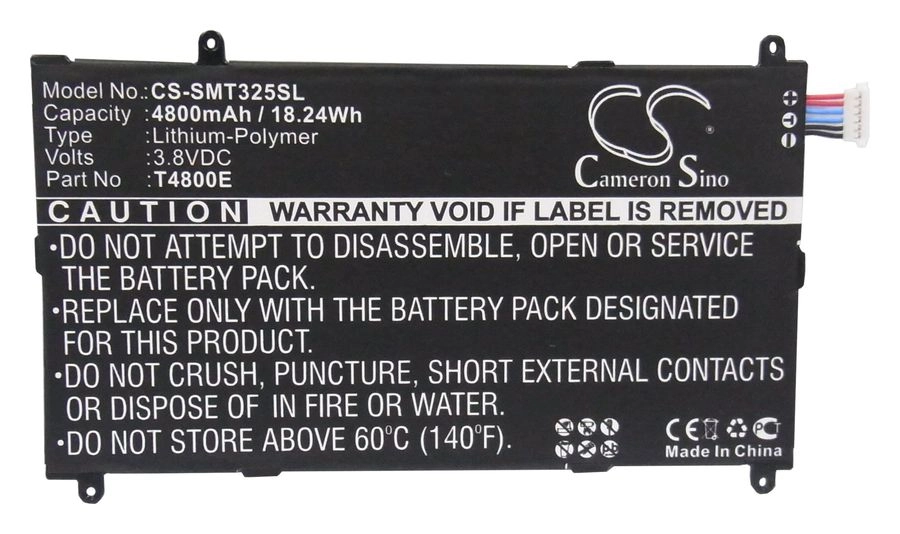 Model No.:CS-SMT325SL
Capacity :4800mAh / 18.24Wh
Type :Lithium-Polymer
Volts :3.8VDC
Part No :T4800E
CS
Cameron Sino
CAUTION WARRANTY VOID IF LABEL IS REMOVED
•DO NOT ATTEMPT TO DISASSEMBLE, OPEN OR SERVICE
THE BATTERY PACK.
•REPLACE ONLY WITH THE BATTERY PACK DESIGNATED
FOR THIS PRODUCT.
•DO NOT CRUSH, PUNCTURE, SHORT EXTERNAL CONTACTS
OR DISPOSE OF IN FIRE OR WATER.
•DO NOT STORE ABOVE 60°C (140°F).
CE
Made In China